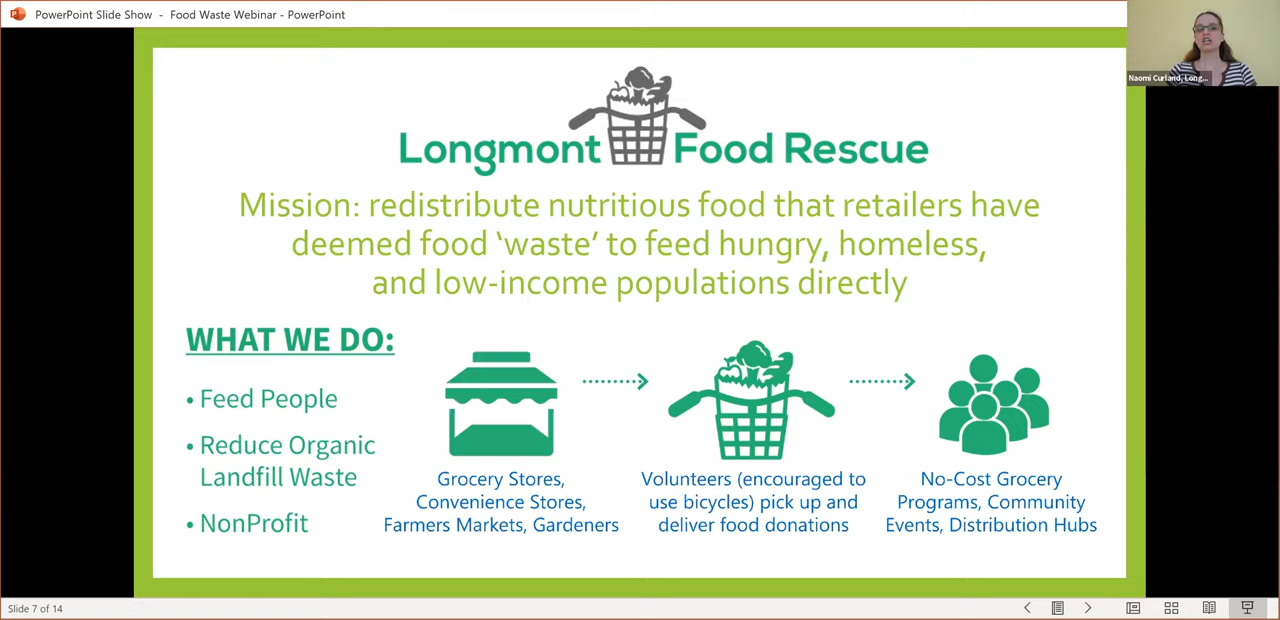 PowerPoint Slide Show - Food Waste Webinar - PowerPoint
Naomi Curland, Long...
Longmont Food Rescue
Mission: redistribute nutritious food that retailers have
deemed food ‘waste’ to feed hungry, homeless,
and low-income populations directly
WHAT WE DO:
• Feed People
• Reduce Organic
Landfill Waste
• NonProfit
Grocery Stores,
Convenience Stores,
Farmers Markets, Gardeners
Volunteers (encouraged to
use bicycles) pick up and
deliver food donations
No-Cost Grocery
Programs, Community
Events, Distribution Hubs
Slide 7 of 14